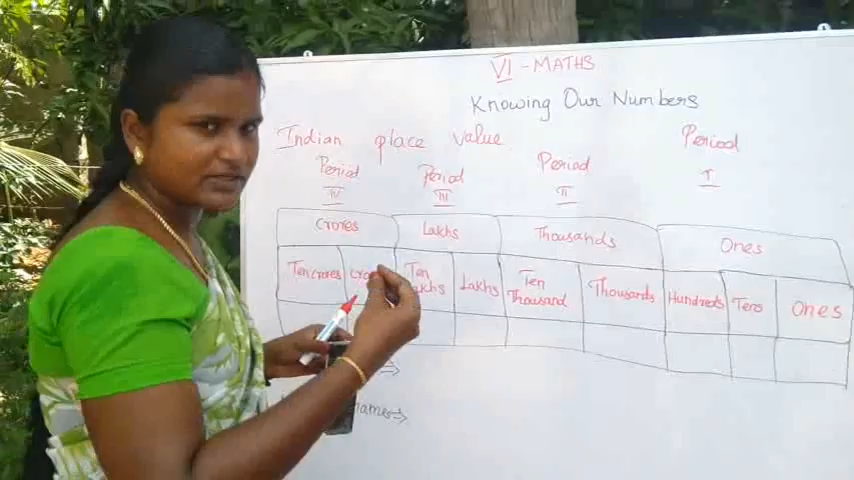 VI - MATHS
Knowing Our Numbers
Indian place value
Period IV Period III Period II Period I
Crores Lakhs Thousands Ones
Ten crores Ten Lakhs Lakhs Ten Thousand Thousands Hundreds Tens Ones